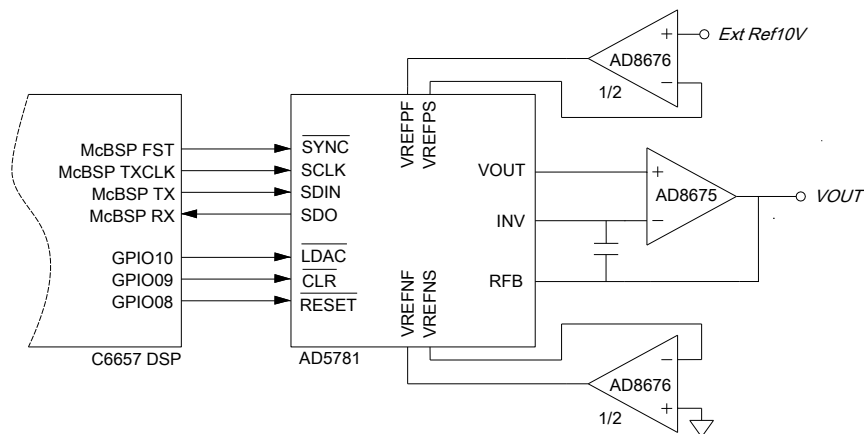 Ext Ref10V
AD8676
1/2
+
−
VREFPF
VREFPS
McBSP FST
McBSP TXCLK
McBSP TX
McBSP RX
GPIO10
GPIO09
GPIO08
C6657 DSP
SYNC
SCLK
SDIN
SDO
LDAC
CLR
RESET
AD5781
VOUT
INV
RFB
VREFNF
VREFNS
+
−
AD8675
VOUT
−
+
AD8676
1/2